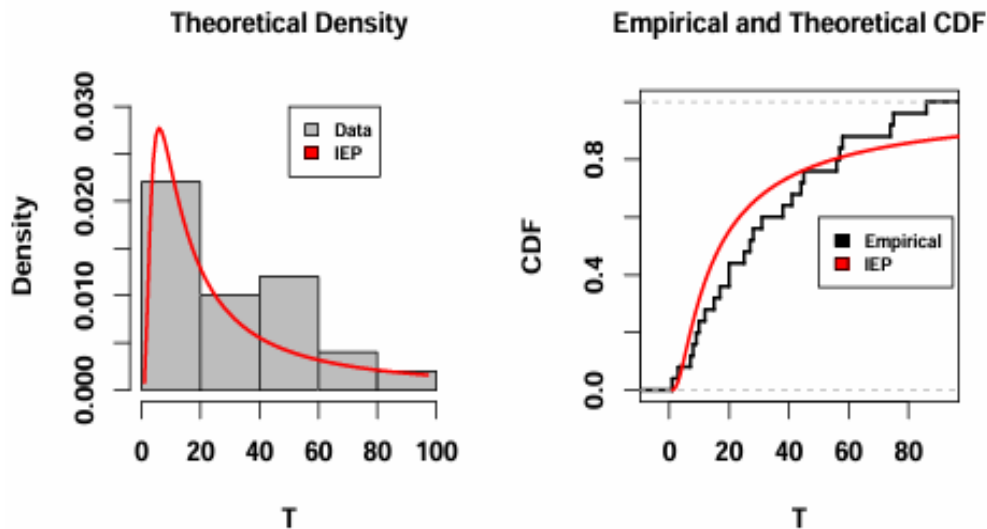 Theoretical Density
Density
0.000
0.010
0.020
0.030
Data
IEP
0 20 40 60 80 100
T
Empirical and Theoretical CDF
CDF
0.0
0.4
0.8
Empirical
IEP
0 20 40 60 80
T